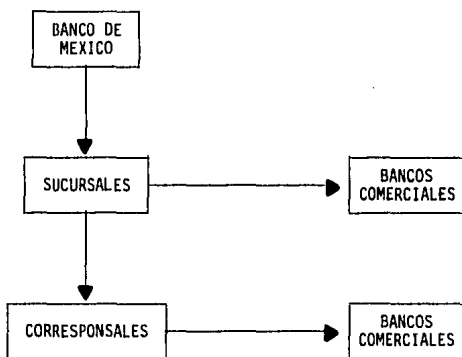 BANCO DE
MEXICO
SUCURSALES
BANCOS
COMERCIALES
CORRESPONSALES
BANCOS
COMERCIALES